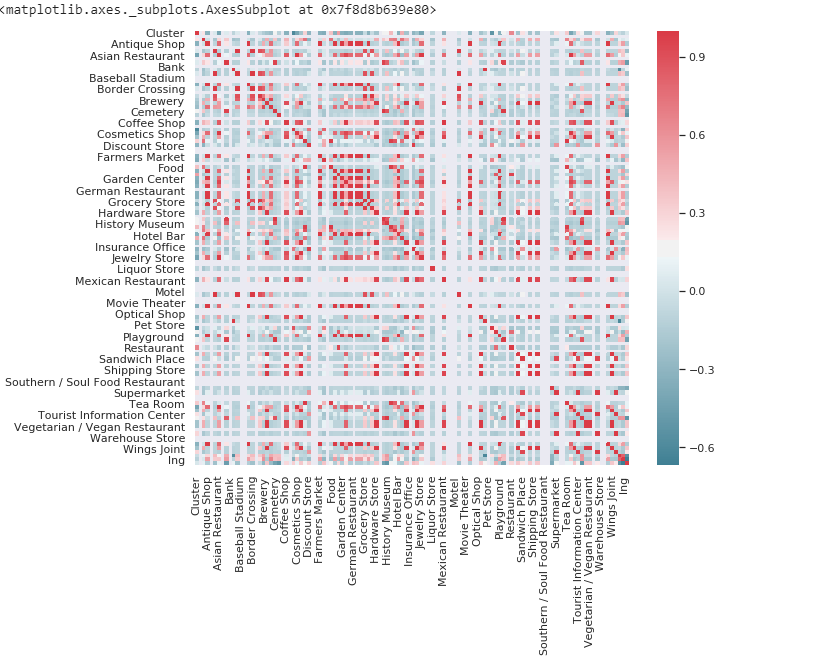 <matplotlib.axes._subplots.AxesSubplot at 0x7f8d8b639e80>
Cluster
Antique Shop
Asian Restaurant
Bank
Baseball Stadium
Border Crossing
Brewery
Cemetery
Coffee Shop
Cosmetics Shop
Discount Store
Farmers Market
Food
Garden Center
German Restaurant
Grocery Store
Hardware Store
History Museum
Hotel Bar
Insurance Office
Jewelry Store
Liquor Store
Mexican Restaurant
Motel
Movie Theater
Optical Shop
Pet Store
Playground
Restaurant
Sandwich Place
Shipping Store
Southern / Soul Food Restaurant
Supermarket
Tea Room
Tourist Information Center
Vegetarian / Vegan Restaurant
Warehouse Store
Wings Joint
lng
0.9
0.6
0.3
0.0
−0.3
−0.6
Cluster
Antique Shop
Asian Restaurant
Bank
Baseball Stadium
Border Crossing
Brewery
Cemetery
Coffee Shop
Cosmetics Shop
Discount Store
Farmers Market
Food
Garden Center
German Restaurant
Grocery Store
Hardware Store
History Museum
Hotel Bar
Insurance Office
Jewelry Store
Liquor Store
Mexican Restaurant
Motel
Movie Theater
Optical Shop
Pet Store
Playground
Restaurant
Sandwich Place
Shipping Store
Southern / Soul Food Restaurant
Supermarket
Tea Room
Tourist Information Center
Vegetarian / Vegan Restaurant
Warehouse Store
Wings Joint
lng